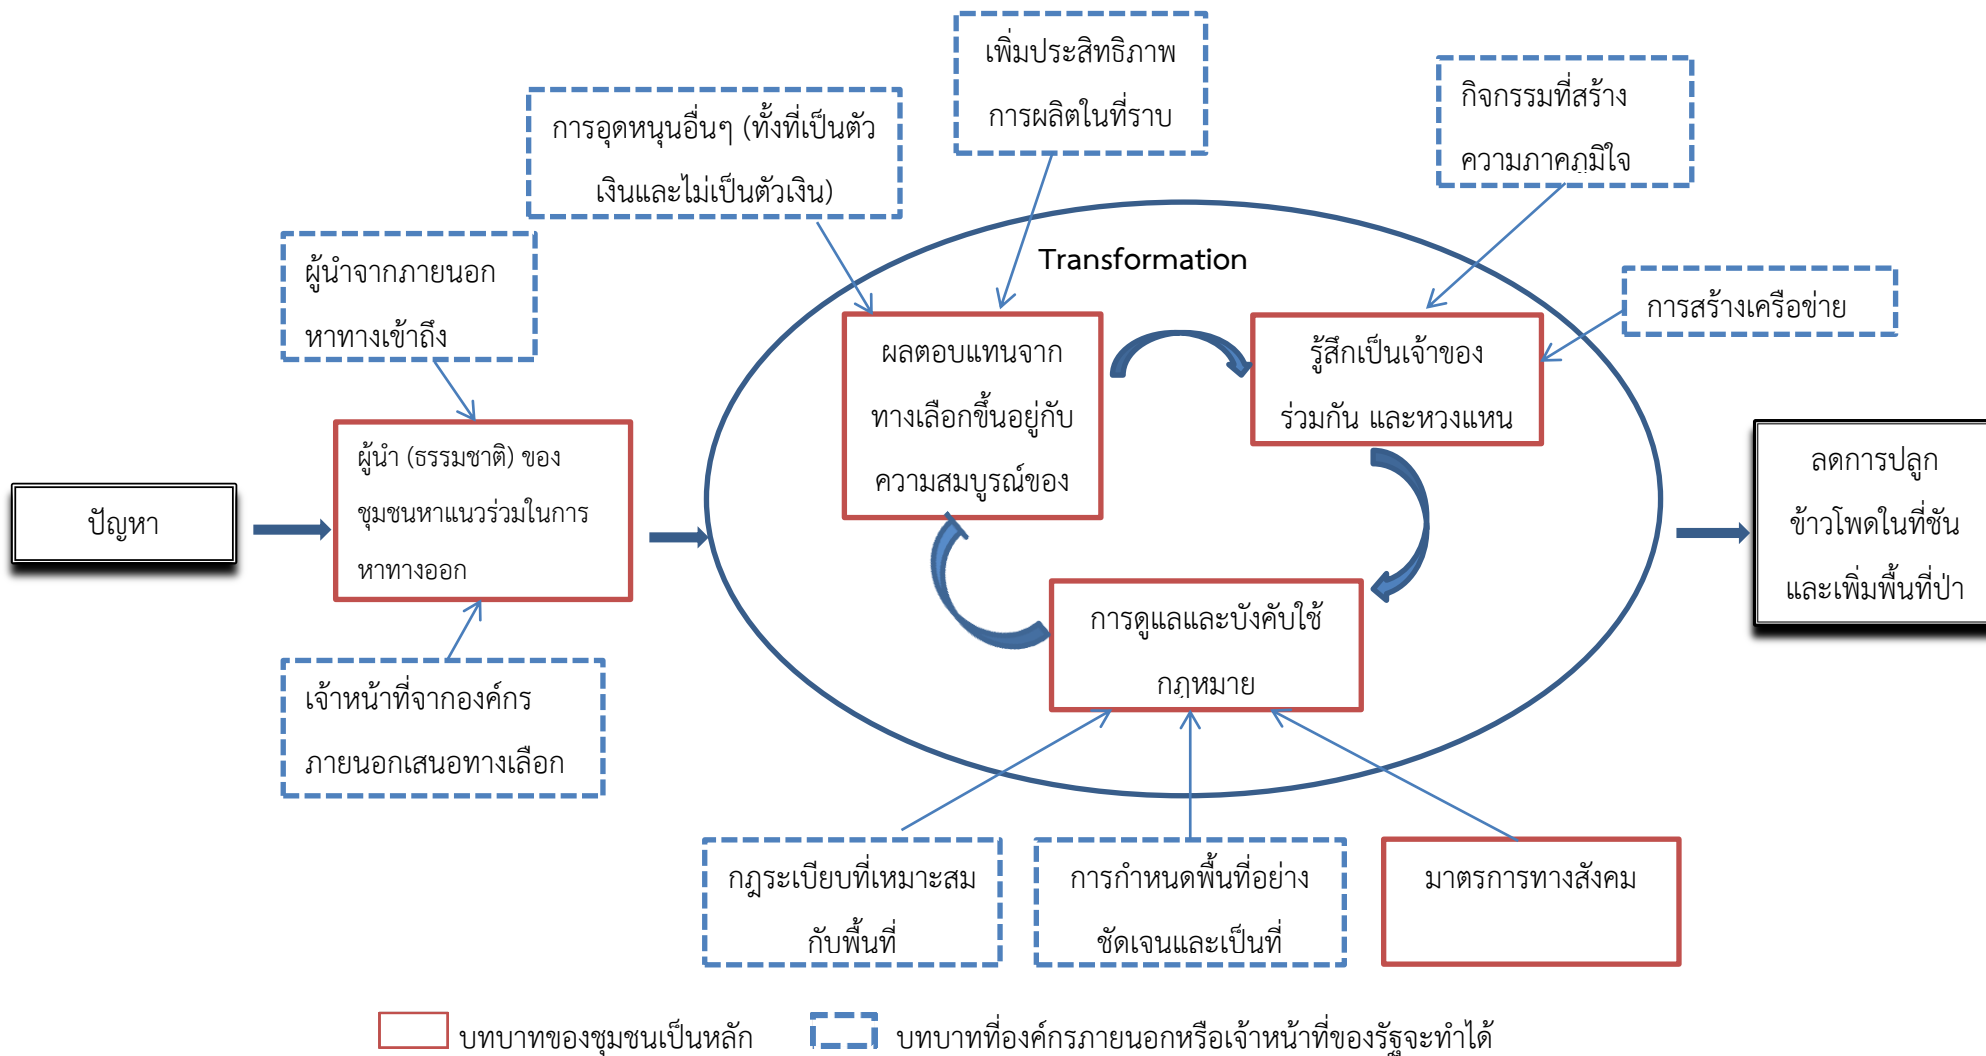 เพิ่มประสิทธิภาพ
การผลิตในที่ราบ
กิจกรรมที่สร้าง
ความภาคภูมิใจ
การอุดหนุนอื่นๆ (ทั้งที่เป็นตัว
เงินและไม่เป็นตัวเงิน)
ผู้นำจากภายนอก
หาทางเข้าถึง
Transformation
การสร้างเครือข่าย
ผลตอบแทนจาก
ทางเลือกขึ้นอยู่กับ
ความสมบูรณ์ของ
รู้สึกเป็นเจ้าของ
ร่วมกัน และหวงแหน
ปัญหา
ผู้นำ (ธรรมชาติ) ของ
ชุมชนหาแนวร่วมในการ
หาทางออก
ลดการปลูก
ข้าวโพดในที่ชัน
และเพิ่มพื้นที่ป่า
การดูแลและบังคับใช้
กฎหมาย
เจ้าหน้าที่จากองค์กร
ภายนอกเสนอทางเลือก
กฎระเบียบที่เหมาะสม
กับพื้นที่
การกำหนดพื้นที่อย่าง
ชัดเจนและเป็นที่
มาตรการทางสังคม
บทบาทของชุมชนเป็นหลัก
บทบาทที่องค์กรภายนอกหรือเจ้าหน้าที่ของรัฐจะทำได้